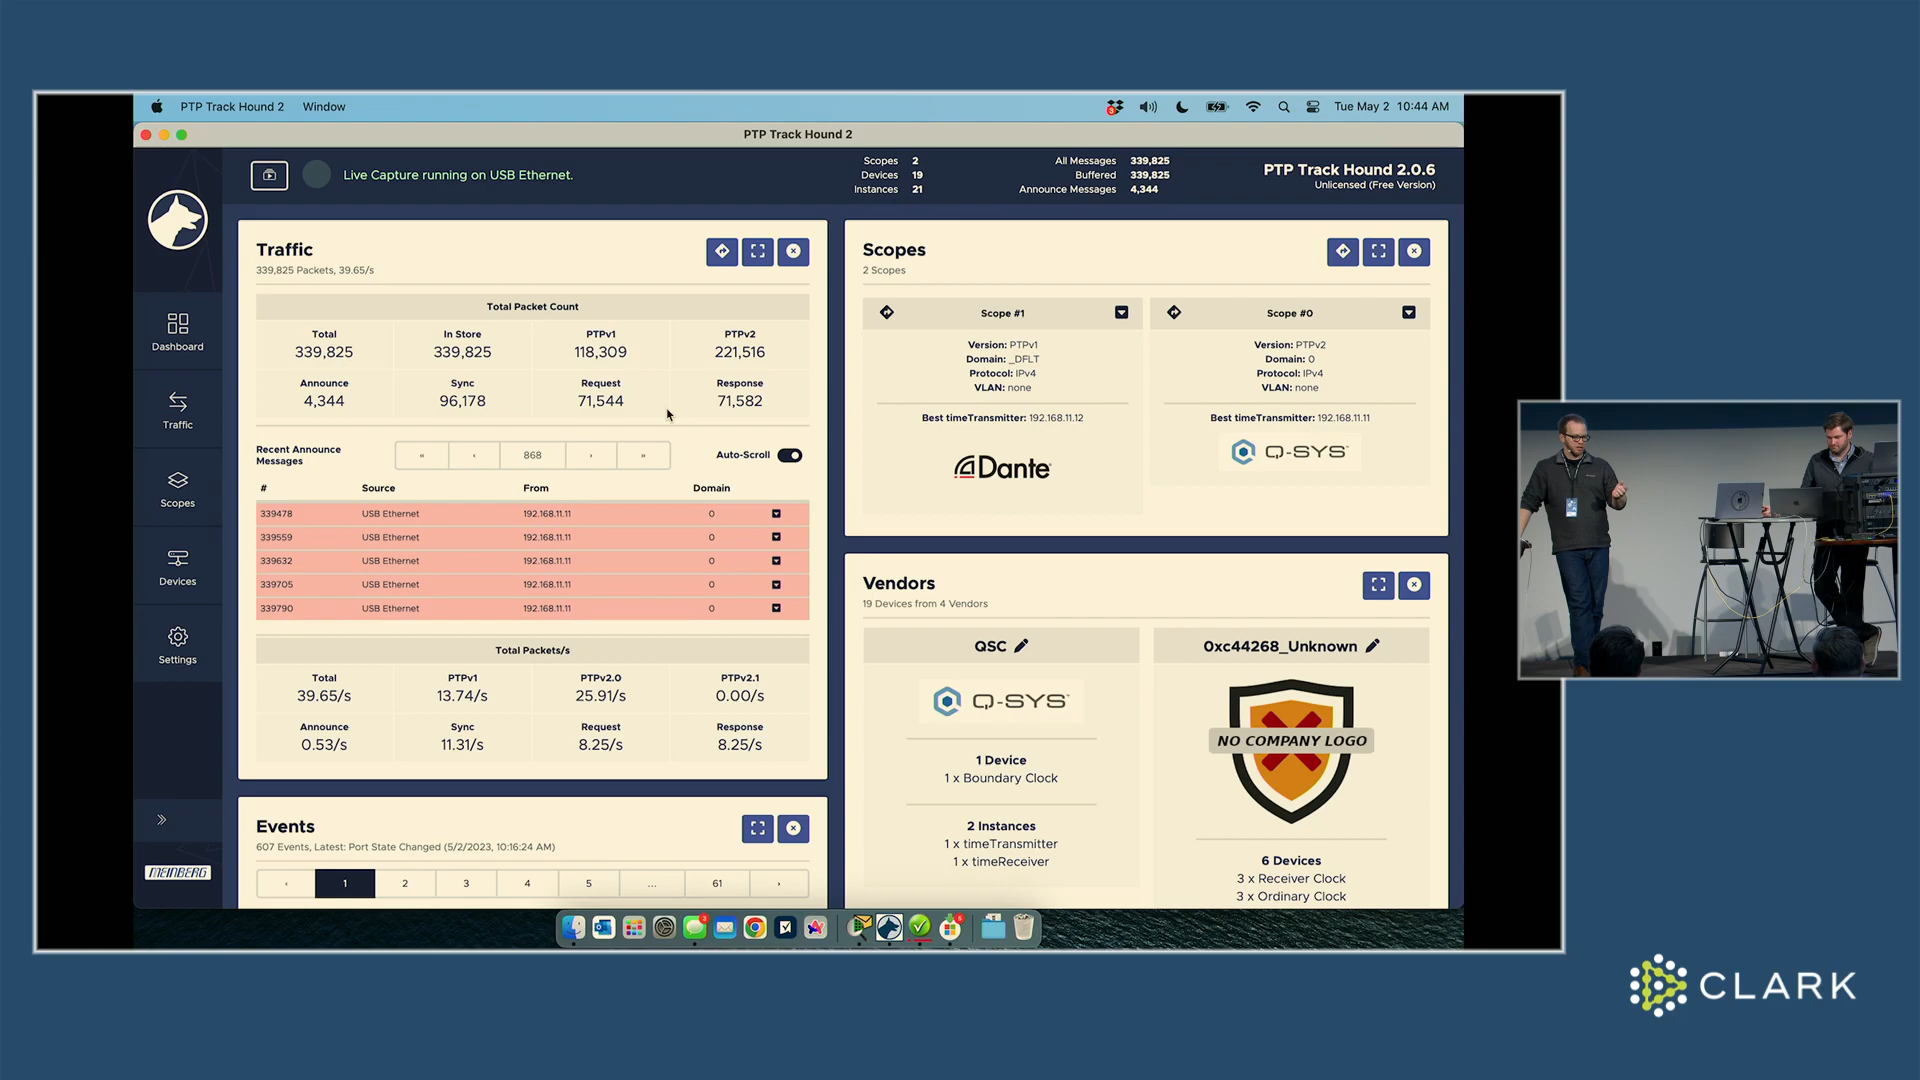 PTP Track Hound 2 Window
3
Tue May 2 10:44 AM
PTP Track Hound 2
Live Capture running on USB Ethernet.
Scopes 2
Devices 19
Instances 21
All Messages 339,825
Buffered 339,825
Announce Messages 4,344
PTP Track Hound 2.0.6
Unlicensed (Free Version)
Dashboard
Traffic
Scopes
Devices
Settings
MEINBERG
Traffic
339,825 Packets, 39.65/s
Total Packet Count
Total In Store PTPv1 PTPv2
339,825 339,825 118,309 221,516
Announce Sync Request Response
4,344 96,178 71,544 71,582
Recent Announce
Messages
« ‹ 868 › »
Auto-Scroll
# Source From Domain
339478 USB Ethernet 192.168.11.11 0
339559 USB Ethernet 192.168.11.11 0
339632 USB Ethernet 192.168.11.11 0
339705 USB Ethernet 192.168.11.11 0
339790 USB Ethernet 192.168.11.11 0
Total Packets/s
Total PTPv1 PTPv2.0 PTPv2.1
39.65/s 13.74/s 25.91/s 0.00/s
Announce Sync Request Response
0.53/s 11.31/s 8.25/s 8.25/s
Events
607 Events, Latest: Port State Changed (5/2/2023, 10:16:24 AM)
‹ 1 2 3 4 5 ... 61 ›
Scopes
2 Scopes
Scope #1
Version: PTPv1
Domain: _DFLT
Protocol: IPv4
VLAN: none
Best timeTransmitter: 192.168.11.12
Dante
Scope #0
Version: PTPv2
Domain: 0
Protocol: IPv4
VLAN: none
Best timeTransmitter: 192.168.11.11
Q-SYS
Vendors
19 Devices from 4 Vendors
QSC
Q-SYS
1 Device
1 x Boundary Clock
2 Instances
1 x timeTransmitter
1 x timeReceiver
0xc44268_Unknown
NO COMPANY LOGO
6 Devices
3 x Receiver Clock
3 x Ordinary Clock
3
6
CLARK